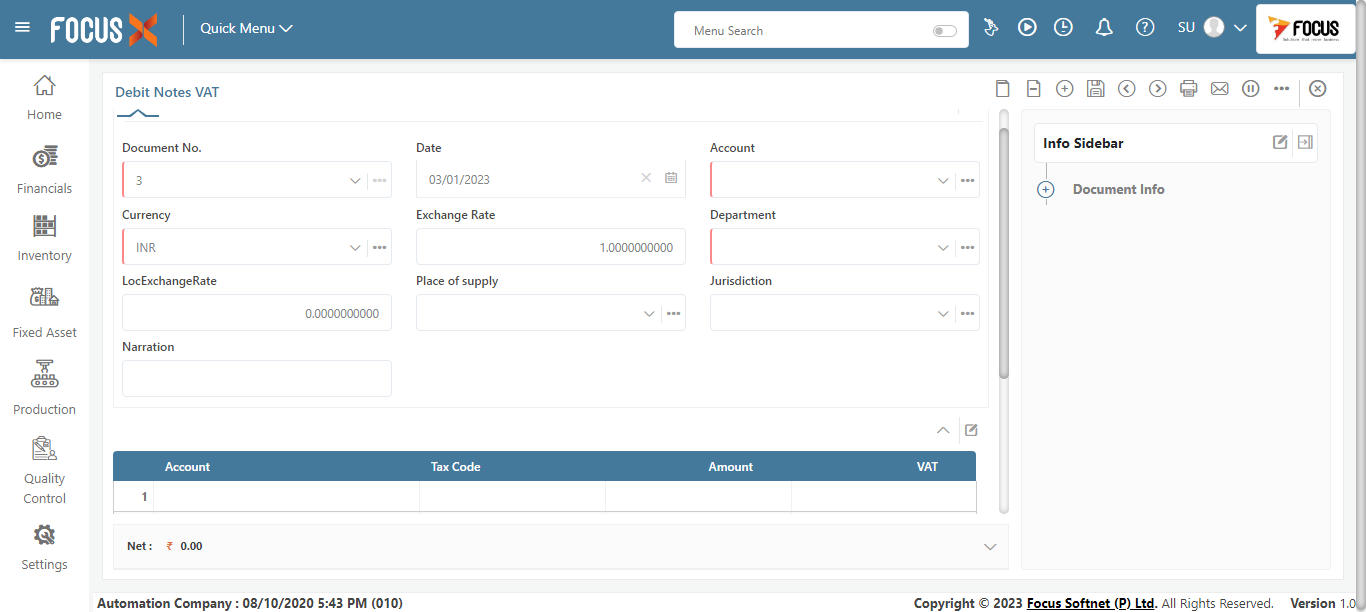 FOCUS X
Quick Menu
Menu Search
SU
FOCUS
Home
Financials
Inventory
Fixed Asset
Production
Quality
Control
Settings
Debit Notes VAT
Document No.
Date
Account
3
03/01/2023
Currency
Exchange Rate
Department
INR
1.0000000000
LocExchangeRate
Place of supply
Jurisdiction
0.0000000000
Narration
Account
Tax Code
Amount
VAT
1
Net : ₹ 0.00
Info Sidebar
Document Info
Automation Company : 08/10/2020 5:43 PM (010)
Copyright © 2023 Focus Softnet (P) Ltd. All Rights Reserved. Version 1.0